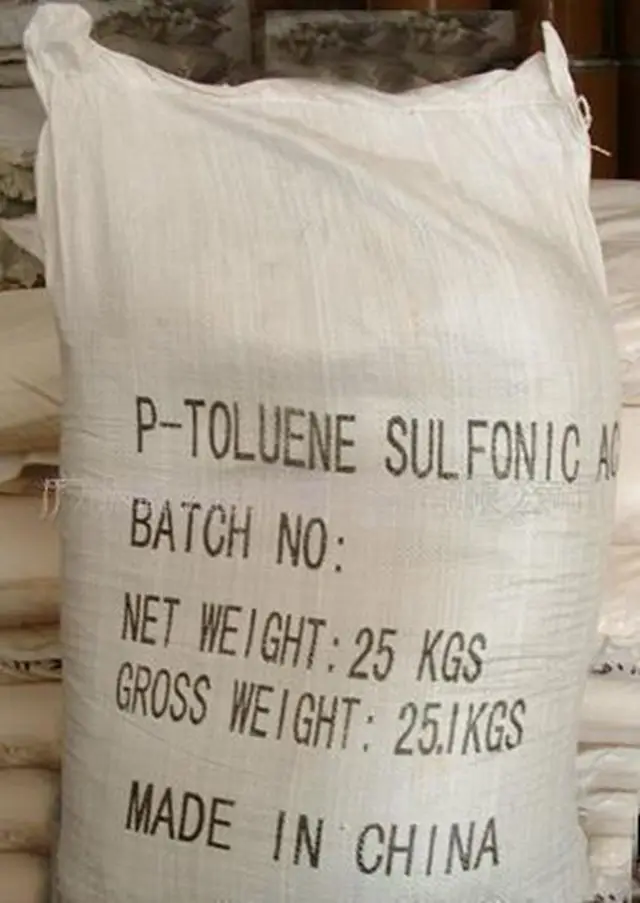 P-TOLUENE SULFONIC AC
BATCH NO:
NET WEIGHT: 25 KGS
GROSS WEIGHT: 25.1KGS
MADE IN CHINA